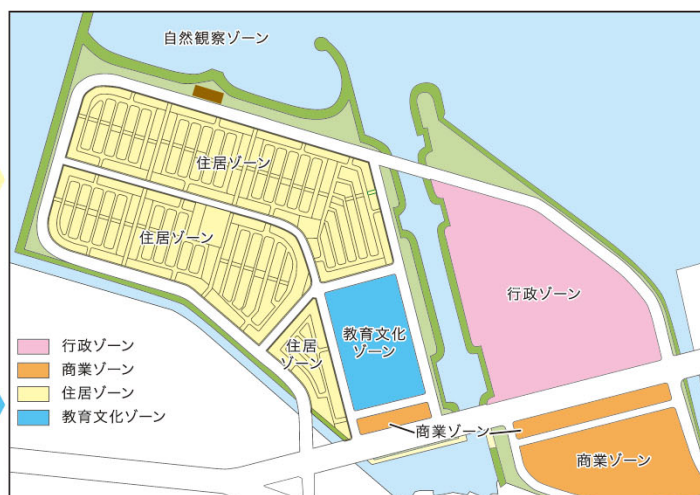 自然観察ゾーン
住居ゾーン
住居ゾーン
行政ゾーン
教育文化
ゾーン
住居
ゾーン
商業ゾーン
商業ゾーン
行政ゾーン
商業ゾーン
住居ゾーン
教育文化ゾーン